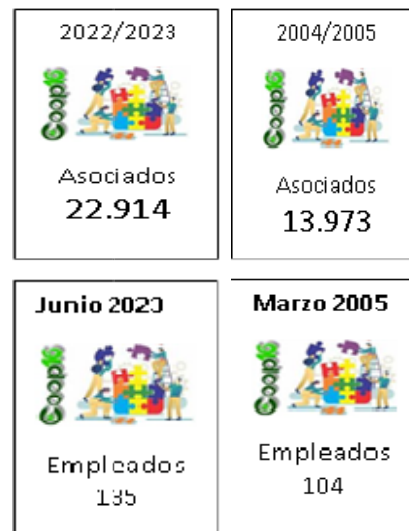 2022/2023
Asociados
22.914
2004/2005
Asociados
13.973
Junio 2023
Empleados
135
Marzo 2005
Empleados
104